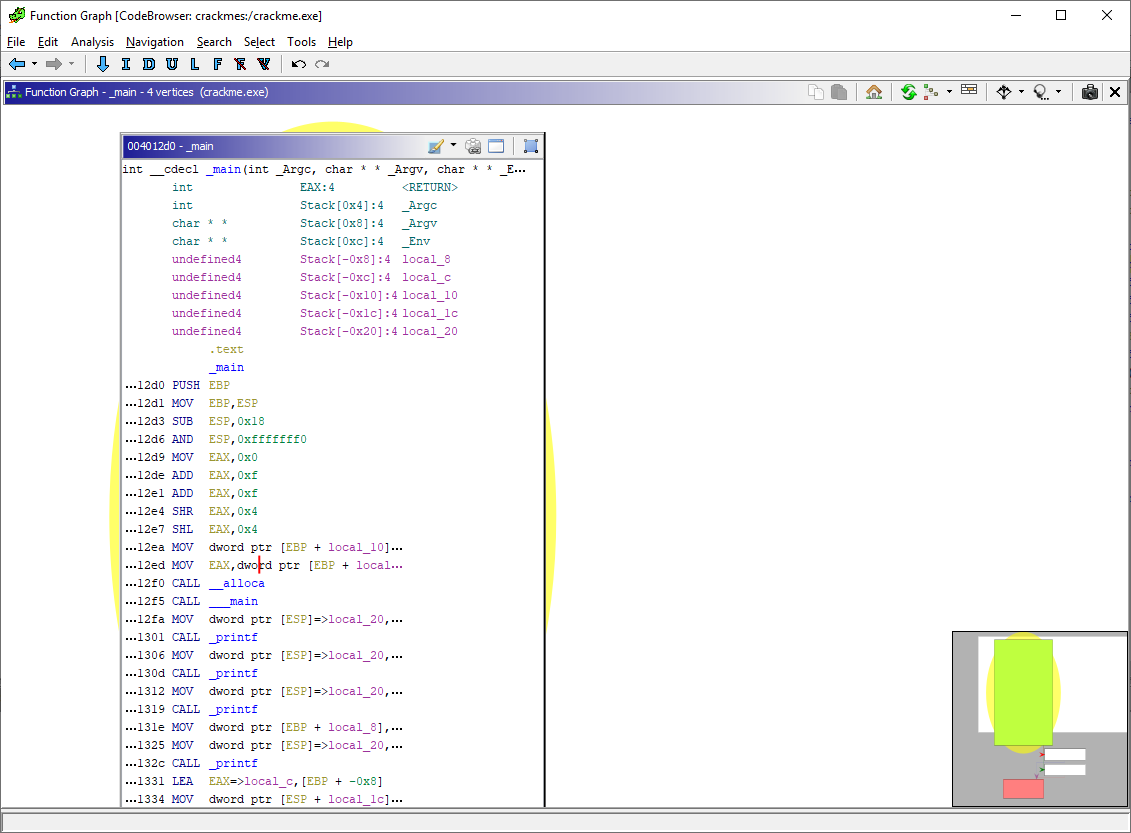 Function Graph [CodeBrowser: crackmes:/crackme.exe]
File Edit Analysis Navigation Search Select Tools Help
I D U L F F V
Function Graph - _main - 4 vertices (crackme.exe)
004012d0 - _main
int __cdecl _main(int _Argc, char * * _Argv, char * * _E...
int EAX:4 <RETURN>
int Stack[0x4]:4 _Argc
char * * Stack[0x8]:4 _Argv
char * * Stack[0xc]:4 _Env
undefined4 Stack[-0x8]:4 local_8
undefined4 Stack[-0xc]:4 local_c
undefined4 Stack[-0x10]:4 local_10
undefined4 Stack[-0x1c]:4 local_1c
undefined4 Stack[-0x20]:4 local_20
.text
_main
...12d0 PUSH EBP
...12d1 MOV EBP,ESP
...12d3 SUB ESP,0x18
...12d6 AND ESP,0xfffffff0
...12d9 MOV EAX,0x0
...12de ADD EAX,0xf
...12e1 ADD EAX,0xf
...12e4 SHR EAX,0x4
...12e7 SHL EAX,0x4
...12ea MOV dword ptr [EBP + local_10]...
...12ed MOV EAX,dword ptr [EBP + local...
...12f0 CALL __alloca
...12f5 CALL ___main
...12fa MOV dword ptr [ESP]=>local_20,...
...1301 CALL _printf
...1306 MOV dword ptr [ESP]=>local_20,...
...130d CALL _printf
...1312 MOV dword ptr [ESP]=>local_20,...
...1319 CALL _printf
...131e MOV dword ptr [EBP + local_8],...
...1325 MOV dword ptr [ESP]=>local_20,...
...132c CALL _printf
...1331 LEA EAX=>local_c,[EBP + -0x8]
...1334 MOV dword ptr [ESP + local_1c]...